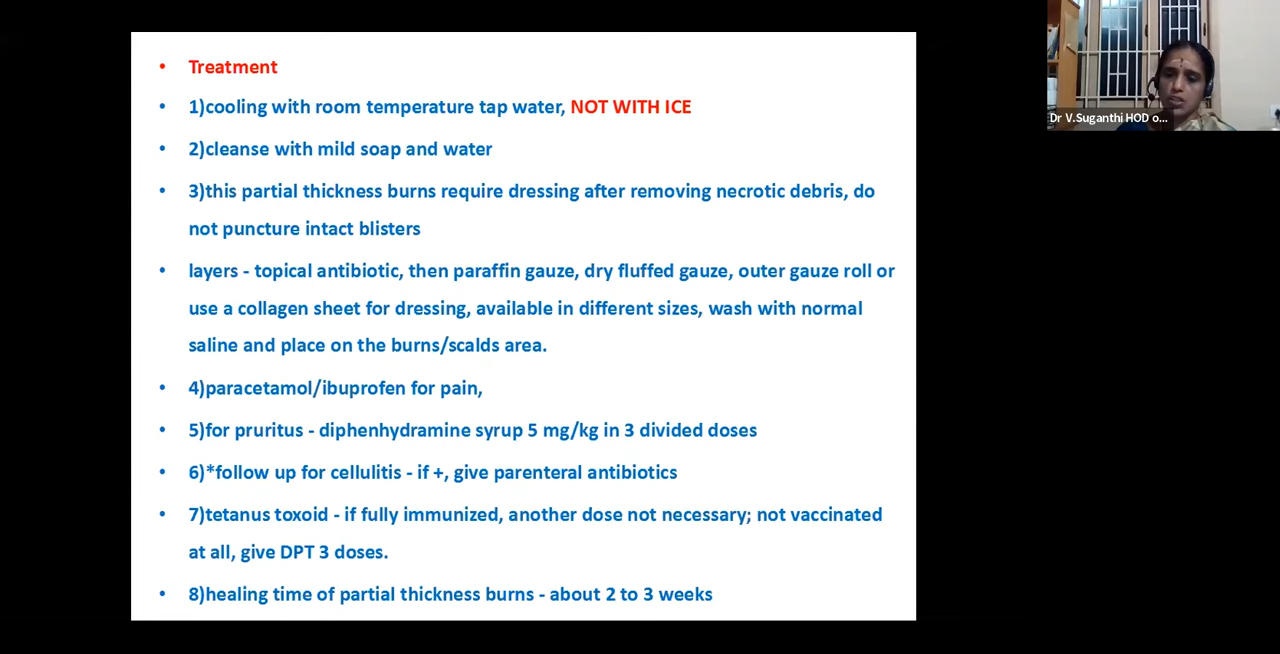 • Treatment
• 1)cooling with room temperature tap water, NOT WITH ICE
• 2)cleanse with mild soap and water
• 3)this partial thickness burns require dressing after removing necrotic debris, do
not puncture intact blisters
• layers - topical antibiotic, then paraffin gauze, dry fluffed gauze, outer gauze roll or
use a collagen sheet for dressing, available in different sizes, wash with normal
saline and place on the burns/scalds area.
• 4)paracetamol/ibuprofen for pain,
• 5)for pruritus - diphenhydramine syrup 5 mg/kg in 3 divided doses
• 6)*follow up for cellulitis - if +, give parenteral antibiotics
• 7)tetanus toxoid - if fully immunized, another dose not necessary; not vaccinated
at all, give DPT 3 doses.
• 8)healing time of partial thickness burns - about 2 to 3 weeks
Dr V.Suganthi HOD o...